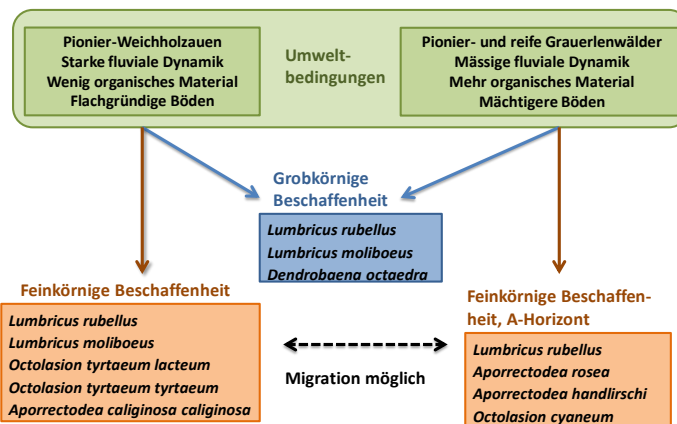 Pionier-Weichholzauen
Starke fluviale Dynamik
Wenig organisches Material
Flachgründige Böden
Umwelt-
bedingungen
Pionier- und reife Grauerlenwälder
Mässige fluviale Dynamik
Mehr organisches Material
Mächtigere Böden
Grobkörnige
Beschaffenheit
Lumbricus rubellus
Lumbricus moliboeus
Dendrobaena octaedra
Feinkörnige Beschaffenheit
Lumbricus rubellus
Lumbricus moliboeus
Octolasion tyrtaeum lacteum
Octolasion tyrtaeum tyrtaeum
Aporrectodea caliginosa caliginosa
Migration möglich
Feinkörnige Beschaffen-
heit, A-Horizont
Lumbricus rubellus
Aporrectodea rosea
Aporrectodea handlirschi
Octolasion cyaneum